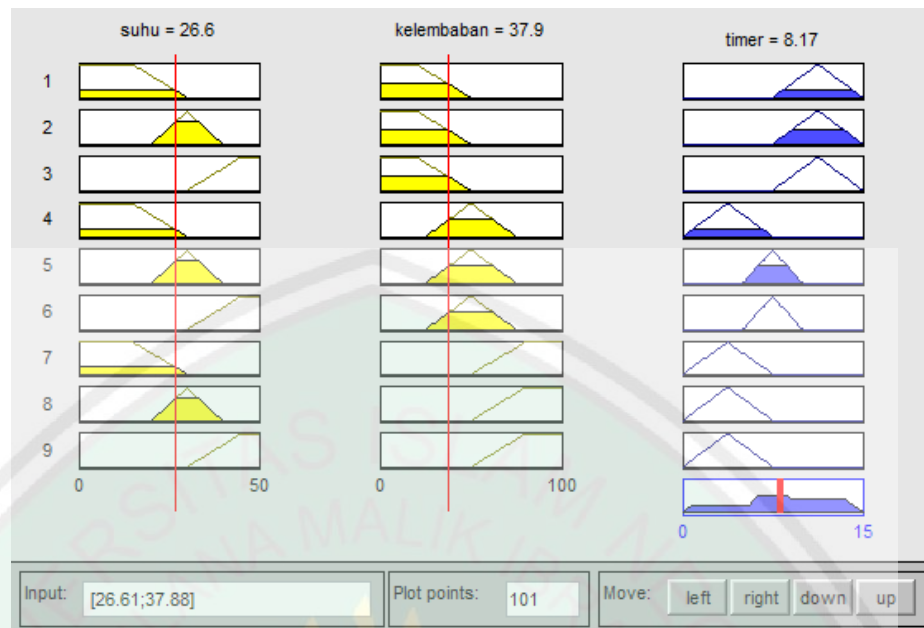 suhu = 26.6
kelembaban = 37.9
timer = 8.17
1
2
3
4
5
6
7
8
9
0
50
0
100
0
15
Input:
[26.61;37.88]
Plot points:
101
Move:
left
right
down
up